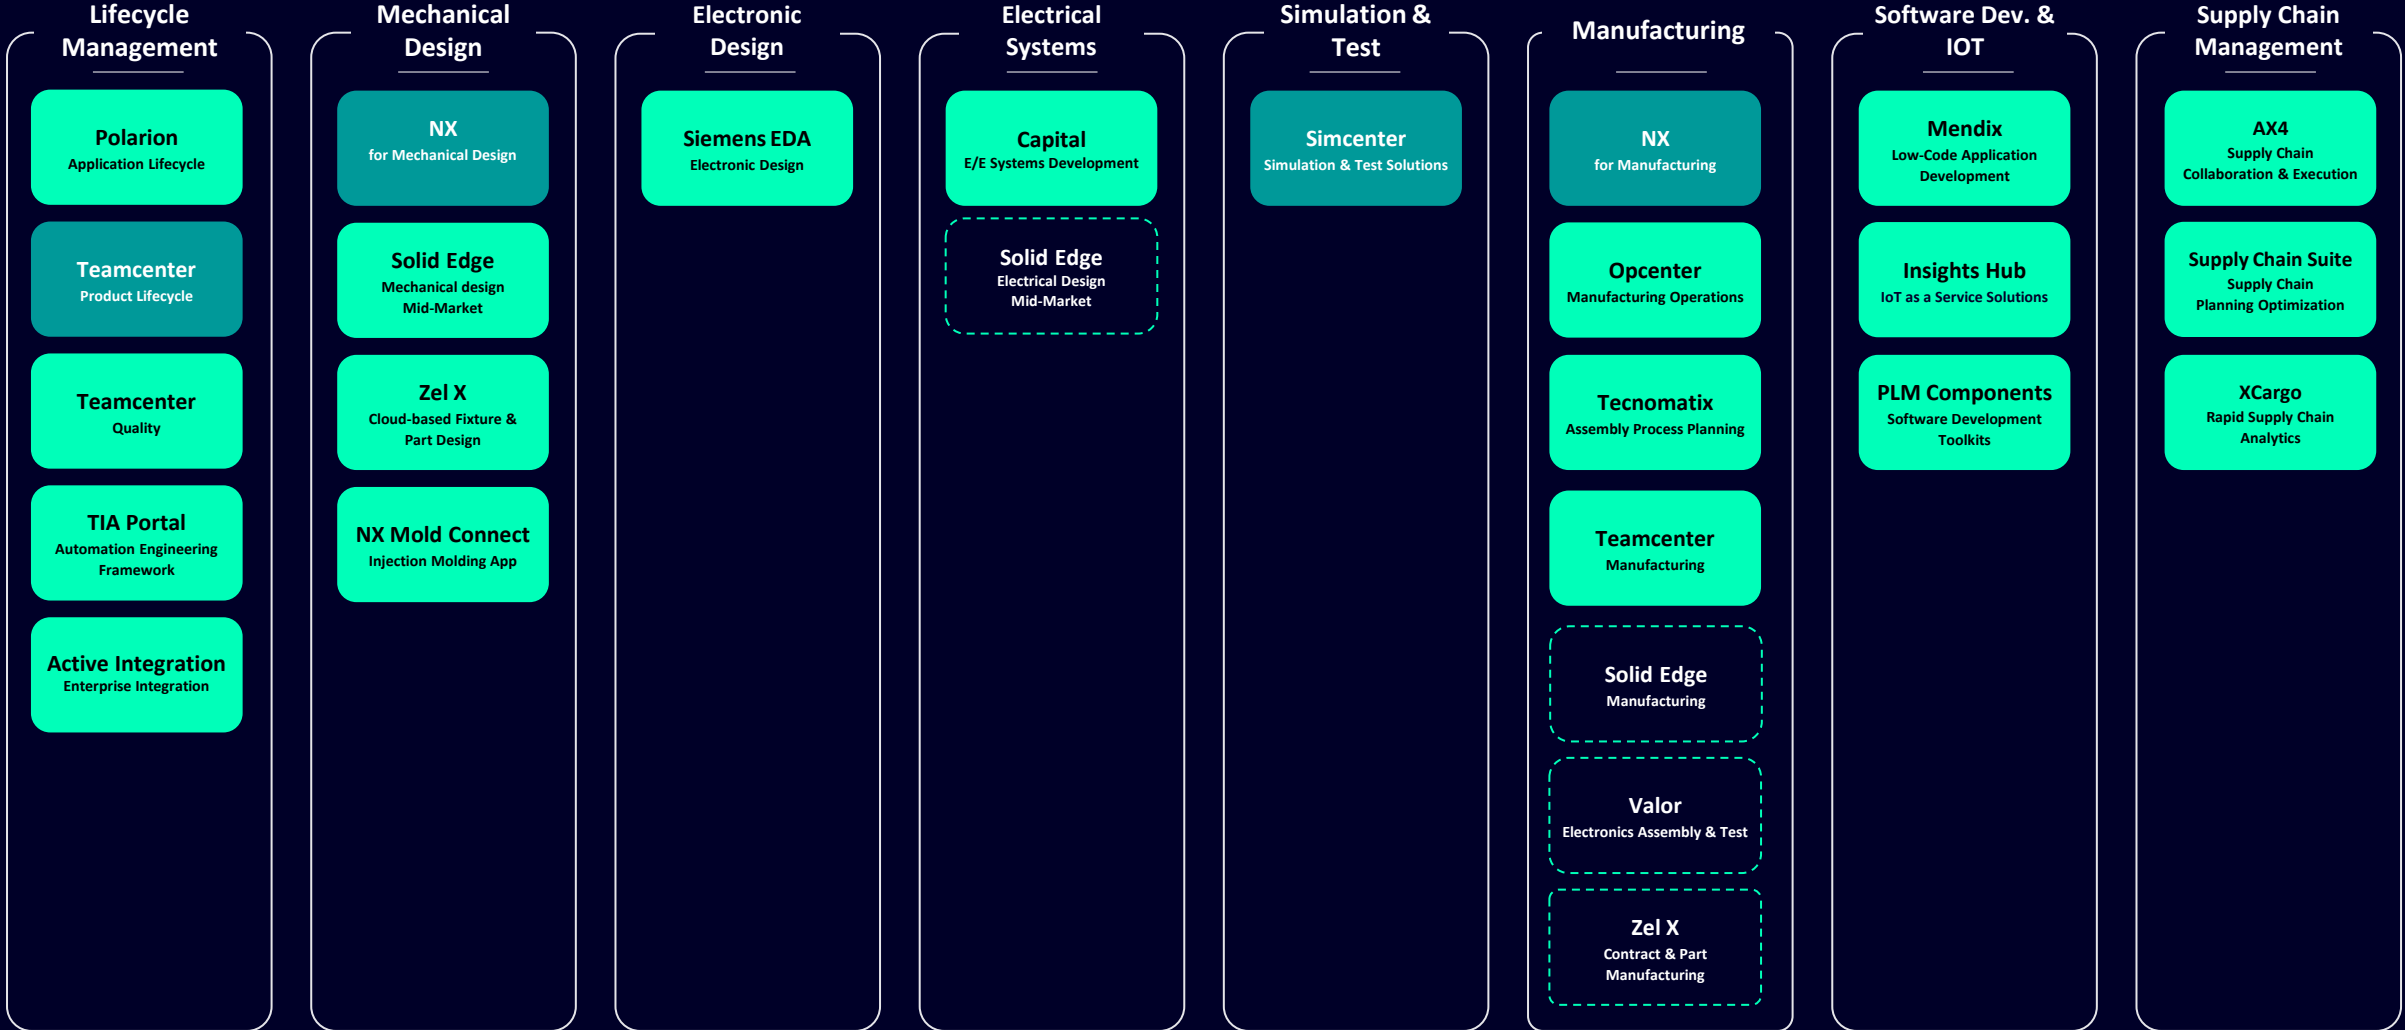 Lifecycle
Management
Polarion
Application Lifecycle
Teamcenter
Product Lifecycle
Teamcenter
Quality
TIA Portal
Automation Engineering
Framework
Active Integration
Enterprise Integration
Mechanical
Design
NX
for Mechanical Design
Solid Edge
Mechanical design
Mid-Market
Zel X
Cloud-based Fixture &
Part Design
NX Mold Connect
Injection Molding App
Electronic
Design
Siemens EDA
Electronic Design
Electrical
Systems
Capital
E/E Systems Development
Solid Edge
Electrical Design
Mid-Market
Simulation &
Test
Simcenter
Simulation & Test Solutions
Manufacturing
NX
for Manufacturing
Opcenter
Manufacturing Operations
Tecnomatix
Assembly Process Planning
Teamcenter
Manufacturing
Solid Edge
Manufacturing
Valor
Electronics Assembly & Test
Zel X
Contract & Part
Manufacturing
Software Dev. &
IOT
Mendix
Low-Code Application
Development
Insights Hub
IoT as a Service Solutions
PLM Components
Software Development
Toolkits
Supply Chain
Management
AX4
Supply Chain
Collaboration & Execution
Supply Chain Suite
Supply Chain
Planning Optimization
XCargo
Rapid Supply Chain
Analytics